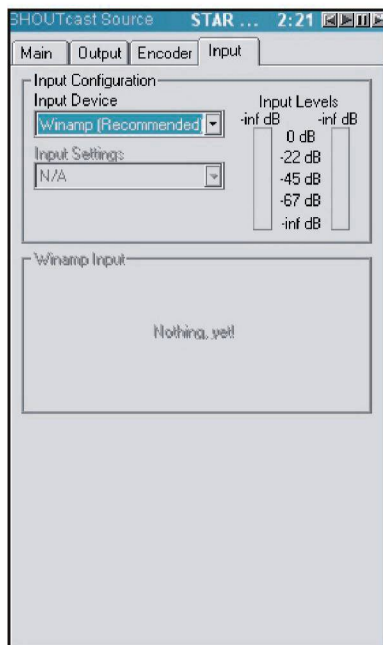 SHOUTcast Source STAR ... 2:21
Main Output Encoder Input
Input Configuration
Input Device
Winamp (Recommended)
Input Settings
N/A
Input Levels
-inf dB -inf dB
0 dB
-22 dB
-45 dB
-67 dB
-inf dB
Winamp Input
Nothing, yet!